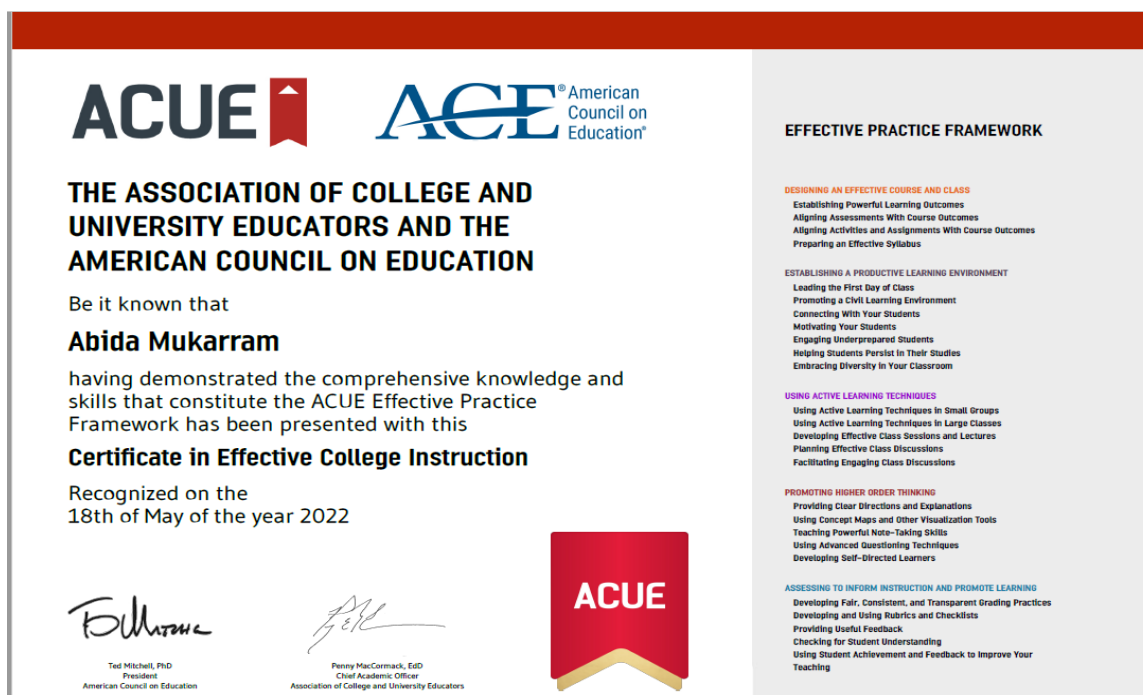 ACUE
ACE® American
Council on
Education®
THE ASSOCIATION OF COLLEGE AND
UNIVERSITY EDUCATORS AND THE
AMERICAN COUNCIL ON EDUCATION
Be it known that
Abida Mukarram
having demonstrated the comprehensive knowledge and
skills that constitute the ACUE Effective Practice
Framework has been presented with this
Certificate in Effective College Instruction
Recognized on the
18th of May of the year 2022
Ted Mitchell, PhD
President
American Council on Education
Penny MacCormack, EdD
Chief Academic Officer
Association of College and University Educators
ACUE
EFFECTIVE PRACTICE FRAMEWORK
DESIGNING AN EFFECTIVE COURSE AND CLASS
Establishing Powerful Learning Outcomes
Aligning Assessments With Course Outcomes
Aligning Activities and Assignments With Course Outcomes
Preparing an Effective Syllabus
ESTABLISHING A PRODUCTIVE LEARNING ENVIRONMENT
Leading the First Day of Class
Promoting a Civil Learning Environment
Connecting With Your Students
Motivating Your Students
Engaging Underprepared Students
Helping Students Persist in Their Studies
Embracing Diversity in Your Classroom
USING ACTIVE LEARNING TECHNIQUES
Using Active Learning Techniques in Small Groups
Using Active Learning Techniques in Large Classes
Developing Effective Class Sessions and Lectures
Planning Effective Class Discussions
Facilitating Engaging Class Discussions
PROMOTING HIGHER ORDER THINKING
Providing Clear Directions and Explanations
Using Concept Maps and Other Visualization Tools
Teaching Powerful Note-Taking Skills
Using Advanced Questioning Techniques
Developing Self-Directed Learners
ASSESSING TO INFORM INSTRUCTION AND PROMOTE LEARNING
Developing Fair, Consistent, and Transparent Grading Practices
Developing and Using Rubrics and Checklists
Providing Useful Feedback
Checking for Student Understanding
Using Student Achievement and Feedback to Improve Your
Teaching